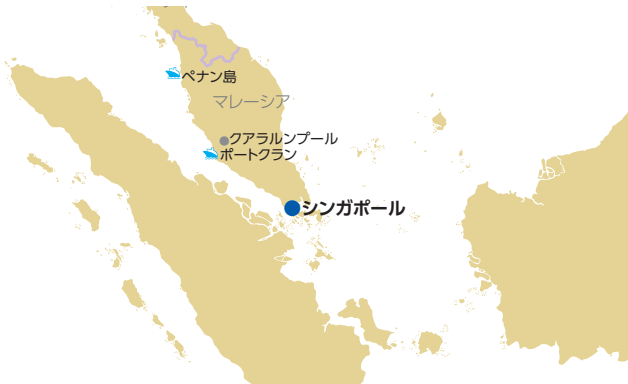 ペナン島
マレーシア
クアラルンプール
ポートクラン
シンガポール